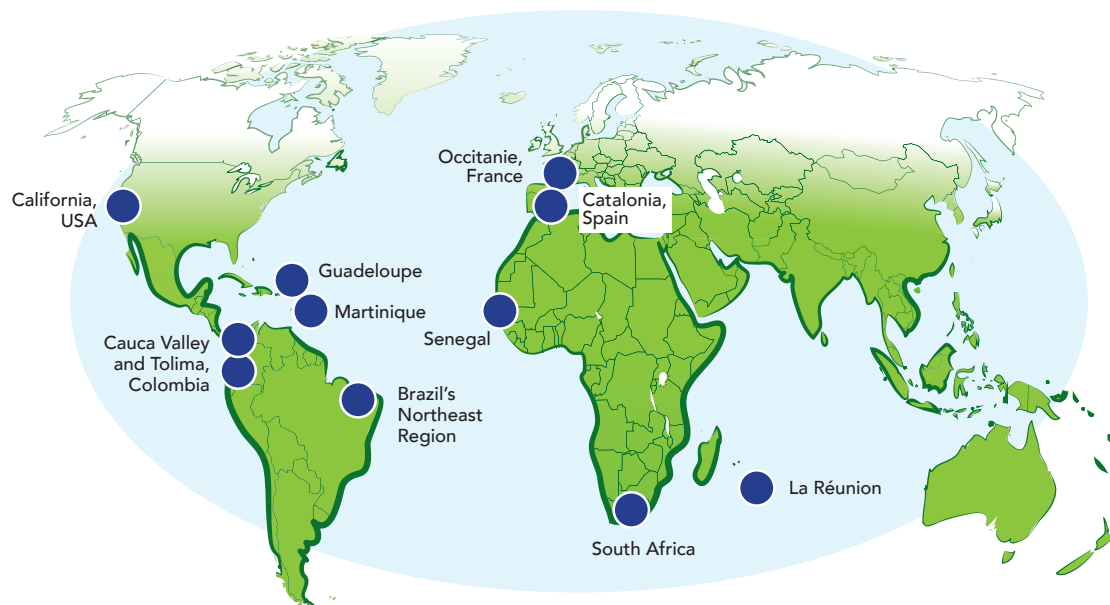 Occitanie,
France
California,
USA
Catalonia,
Spain
Guadeloupe
Martinique
Senegal
Cauca Valley
and Tolima,
Colombia
Brazil’s
Northeast
Region
La Réunion
South Africa